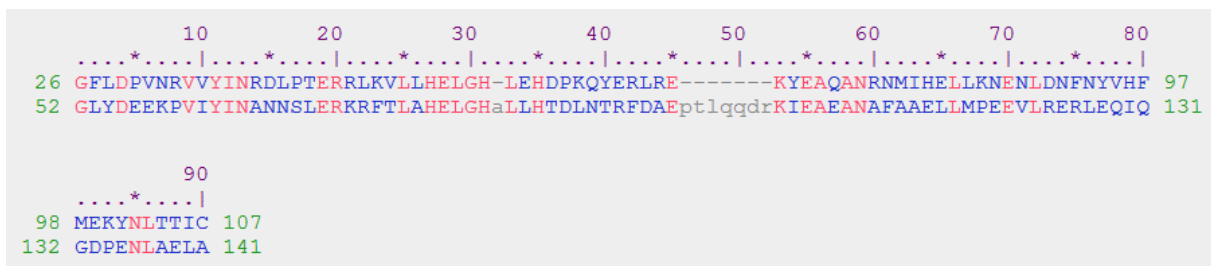 10 20 30 40 50 60 70 80
....*....|....*....|....*....|....*....|....*....|....*....|....*....|....*....|
26 GFLDPVNRVVYINRDLPTERRLKVLLHELGH-LEHDPKQYERLRE-------KYEAQANRNMIHELLKNENLDNFNYVHF 97
52 GLYDEEKPVIYINANNSLERKRFTLAHELGHaLLHTDLNTRFDAEptlqqdrKIEAEANAFAAELLMPEEVLRERLEQIQ 131
90
....*....|
98 MEKYNLTTIC 107
132 GDPENLAELA 141